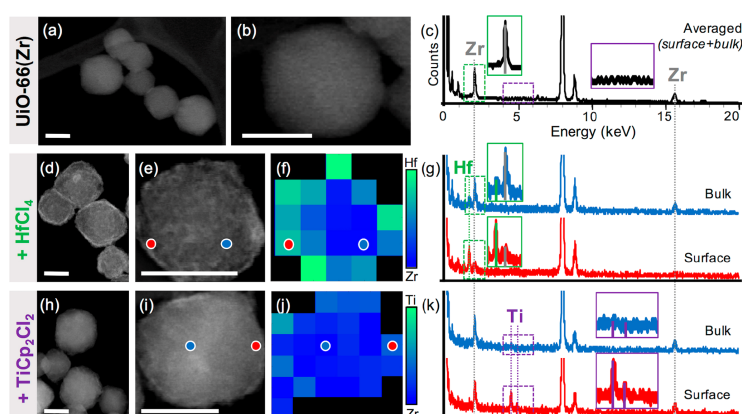 UiO-66(Zr)
(a)
(b)
(c)
Averaged
(surface+bulk)
Counts
Zr
Zr
0
5
10
15
20
Energy (keV)
+ HfCl4
(d)
(e)
(f)
Hf
Zr
(g)
Hf
Bulk
Surface
+ TiCp2Cl2
(h)
(i)
(j)
Ti
Zr
(k)
Ti
Bulk
Surface